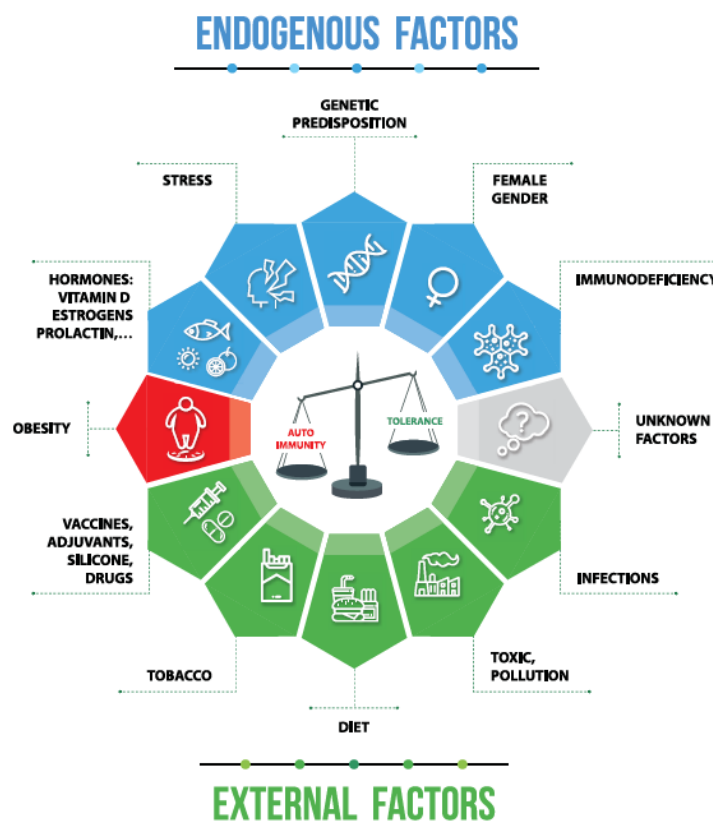 ENDOGENOUS FACTORS
GENETIC
PREDISPOSITION
STRESS
FEMALE
GENDER
HORMONES:
VITAMIN D
ESTROGENS
PROLACTIN,...
IMMUNODEFICIENCY
AUTO
IMMUNITY
TOLERANCE
OBESITY
?
UNKNOWN
FACTORS
VACCINES,
ADJUVANTS,
SILICONE,
DRUGS
INFECTIONS
TOBACCO
TOXIC,
POLLUTION
DIET
EXTERNAL FACTORS